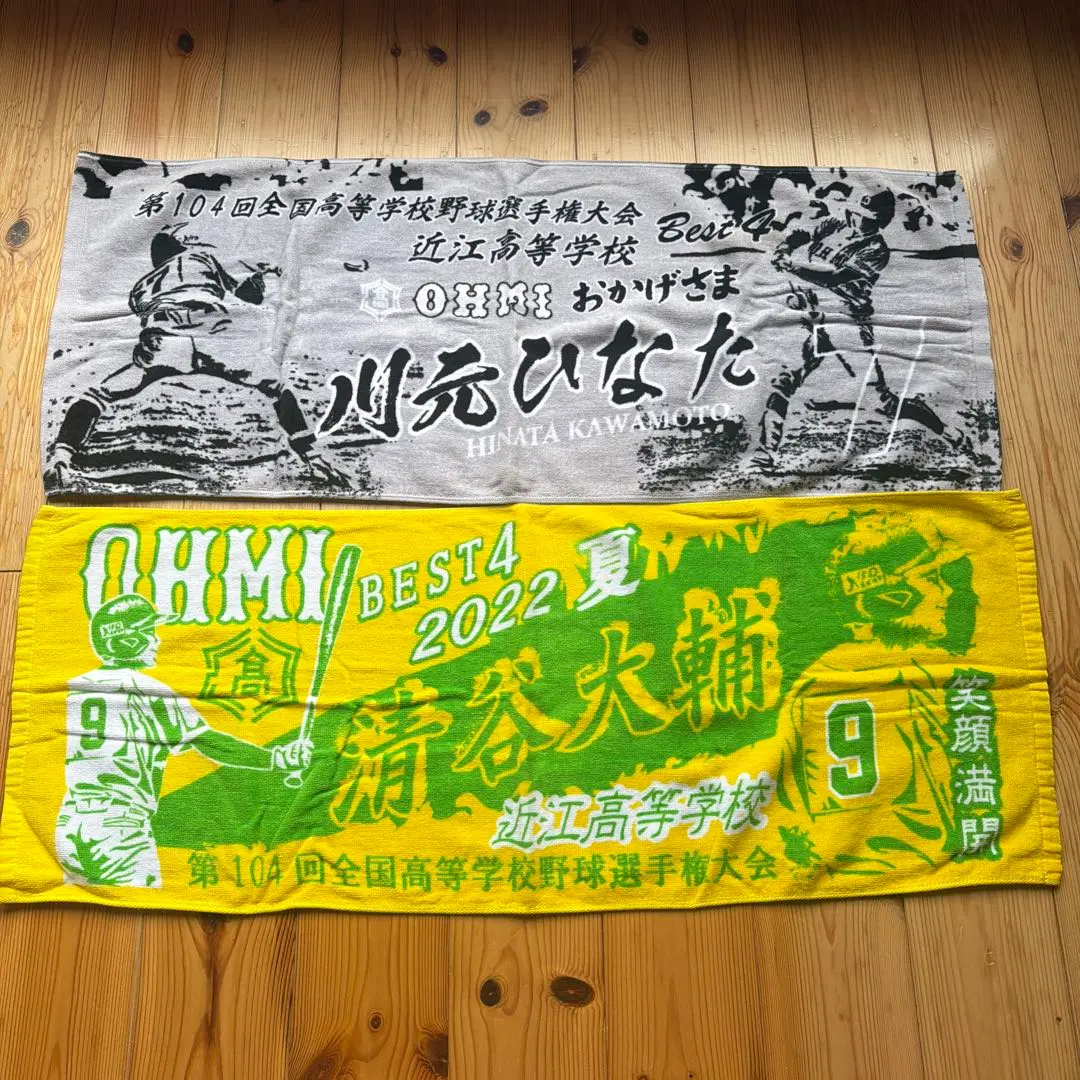 第104回全国高等学校野球選手権大会
Best 4
近江高等学校
高
OHMI おかげさま
川元ひなた
HINATA KAWAMOTO
7
OHMI
BEST4
2022 夏
高
清谷大輔
9
9
笑顔満開
近江高等学校
第104回全国高等学校野球選手権大会